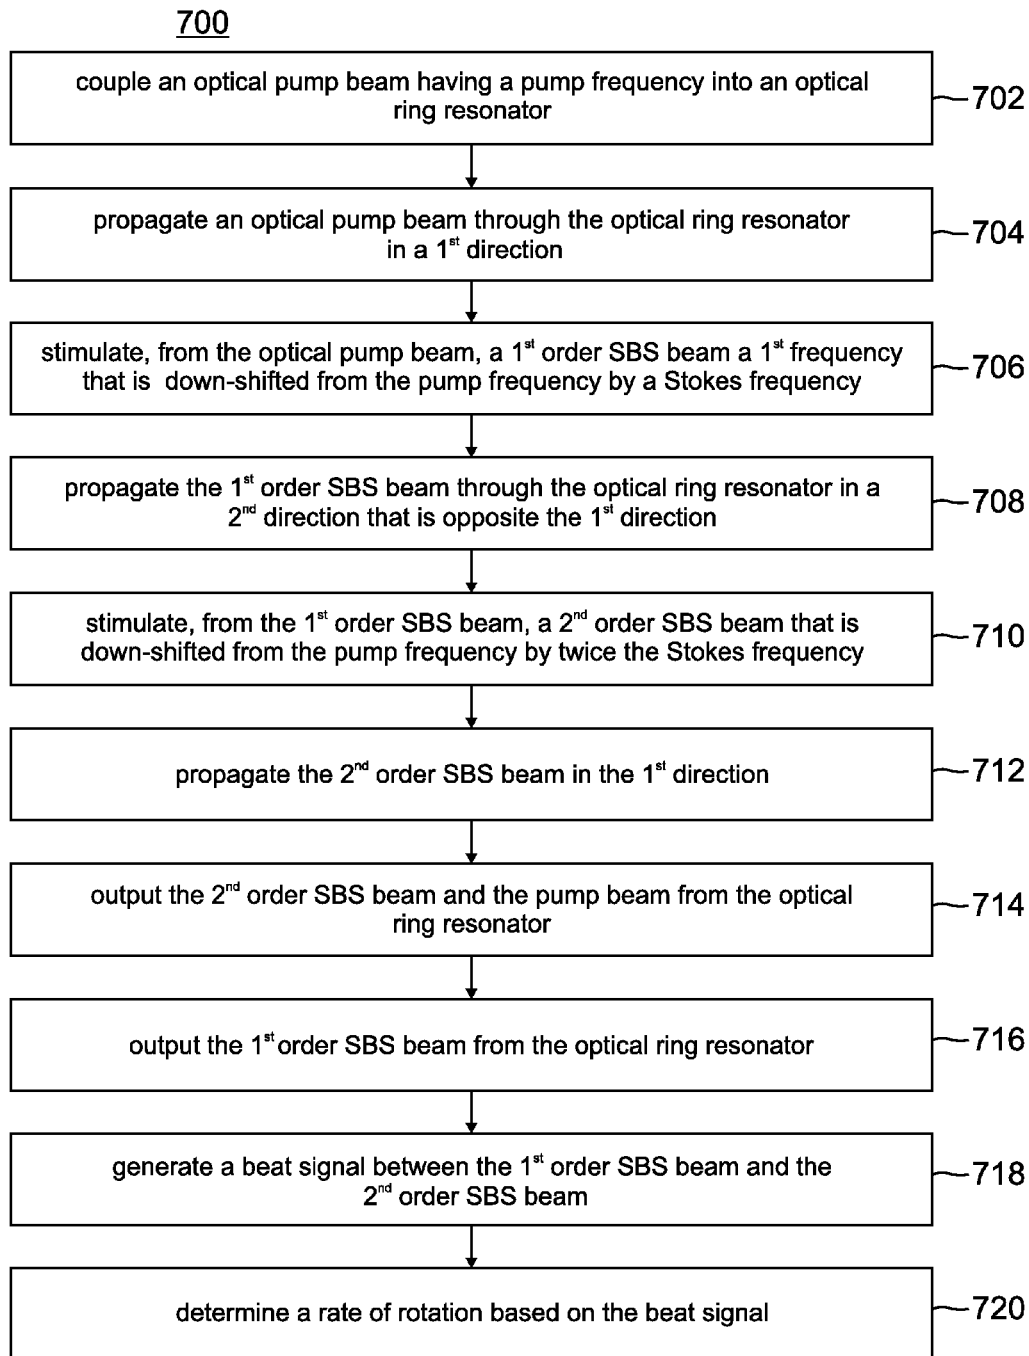 700
couple an optical pump beam having a pump frequency into an optical
ring resonator
702
propagate an optical pump beam through the optical ring resonator
in a 1st direction
704
stimulate, from the optical pump beam, a 1st order SBS beam a 1st frequency
that is down-shifted from the pump frequency by a Stokes frequency
706
propagate the 1st order SBS beam through the optical ring resonator in a
2nd direction that is opposite the 1st direction
708
stimulate, from the 1st order SBS beam, a 2nd order SBS beam that is
down-shifted from the pump frequency by twice the Stokes frequency
710
propagate the 2nd order SBS beam in the 1st direction
712
output the 2nd order SBS beam and the pump beam from the optical
ring resonator
714
output the 1st order SBS beam from the optical ring resonator
716
generate a beat signal between the 1st order SBS beam and the
2nd order SBS beam
718
determine a rate of rotation based on the beat signal
720